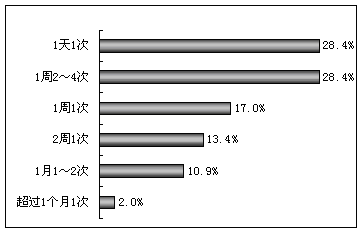 1天1次 28.4%
1周2～4次 28.4%
1周1次 17.0%
2周1次 13.4%
1月1～2次 10.9%
超过1个月1次 2.0%